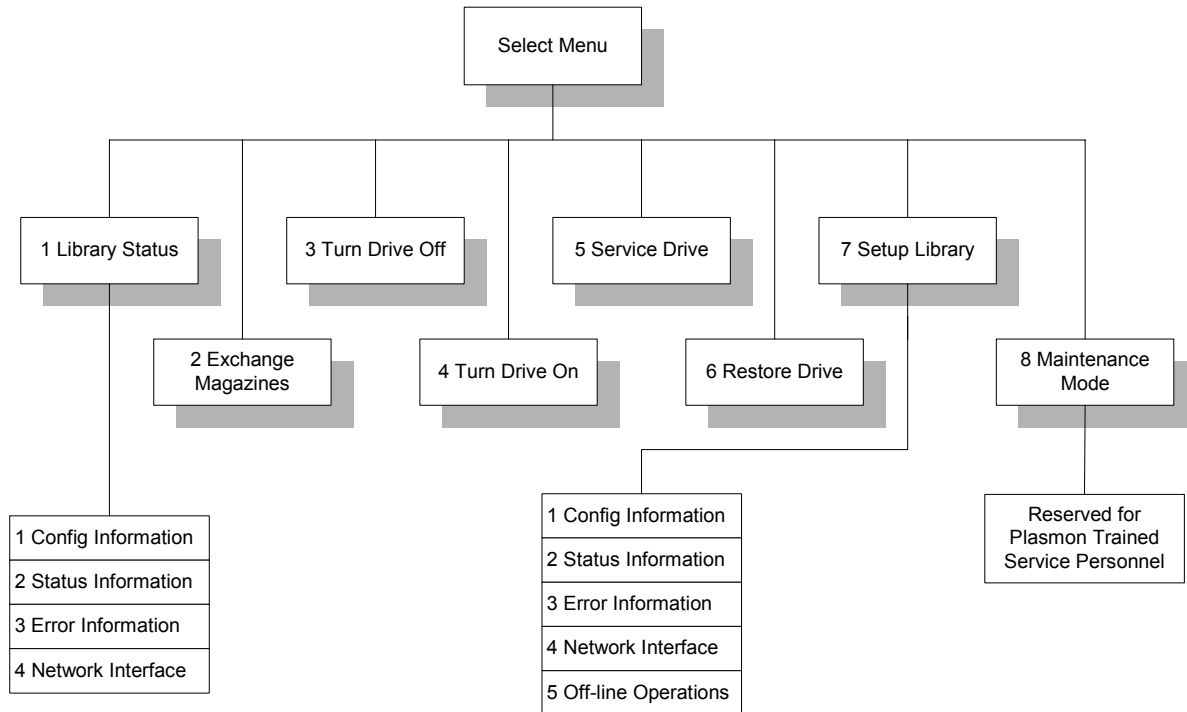 Select Menu
1 Library Status
3 Turn Drive Off
5 Service Drive
7 Setup Library
2 Exchange
Magazines
4 Turn Drive On
6 Restore Drive
8 Maintenance
Mode
1 Config Information
2 Status Information
3 Error Information
4 Network Interface
1 Config Information
2 Status Information
3 Error Information
4 Network Interface
5 Off-line Operations
Reserved for
Plasmon Trained
Service Personnel